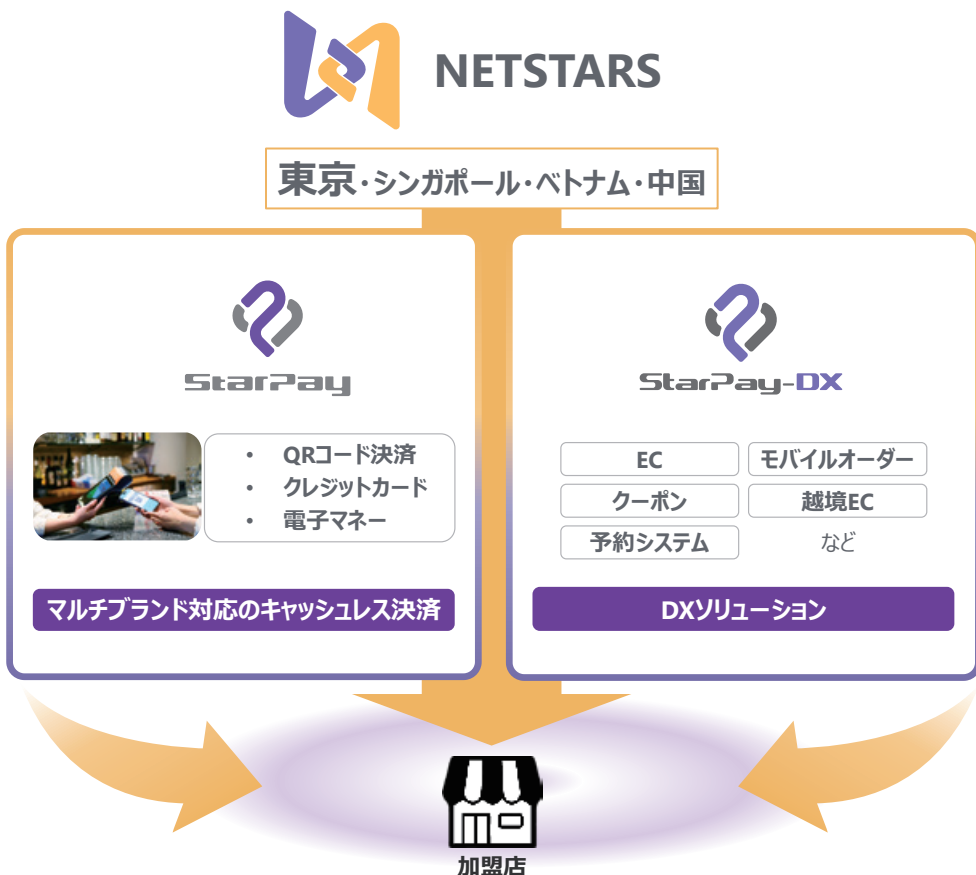 NETSTARS
東京・シンガポール・ベトナム・中国
StarPay
• QRコード決済
• クレジットカード
• 電子マネー
マルチブランド対応のキャッシュレス決済
StarPay-DX
EC
モバイルオーダー
クーポン
越境EC
予約システム
など
DXソリューション
加盟店